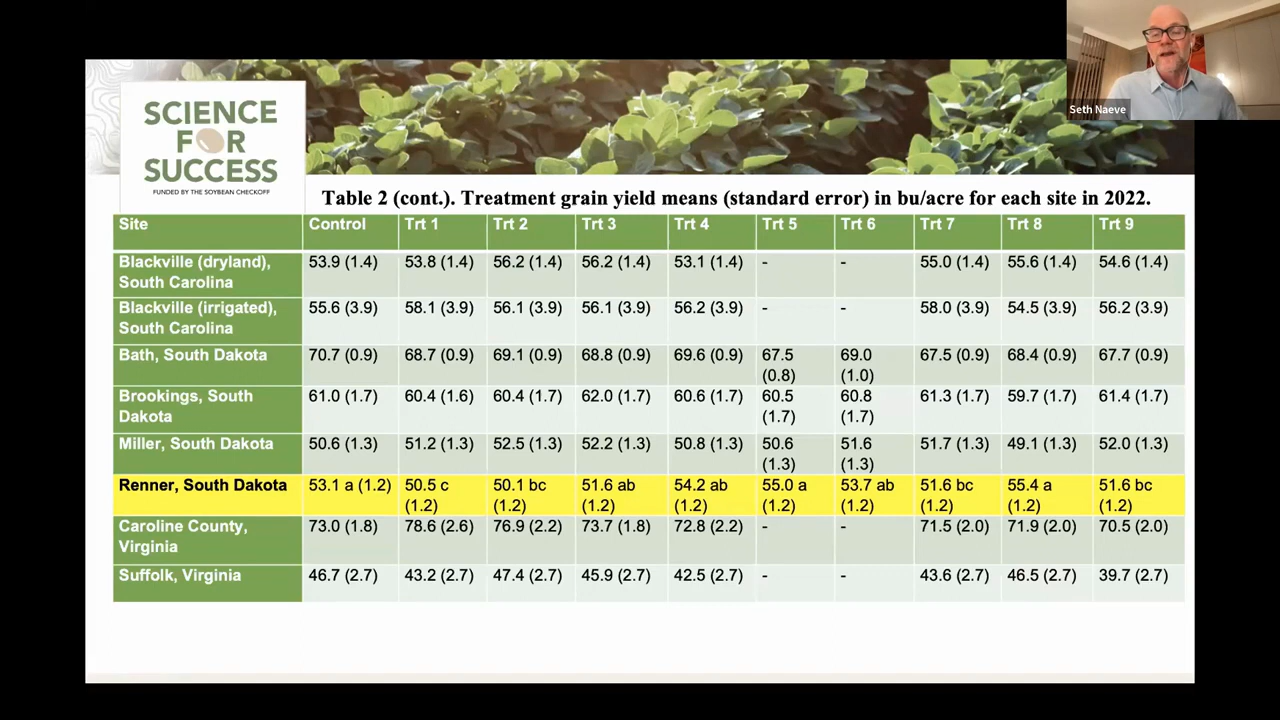 Seth Naeve
SCIENCE
FOR
SUCCESS
FUNDED BY THE SOYBEAN CHECKOFF
Table 2 (cont.). Treatment grain yield means (standard error) in bu/acre for each site in 2022.
Site Control Trt 1 Trt 2 Trt 3 Trt 4 Trt 5 Trt 6 Trt 7 Trt 8 Trt 9
Blackville (dryland), 53.9 (1.4) 53.8 (1.4) 56.2 (1.4) 56.2 (1.4) 53.1 (1.4) - - 55.0 (1.4) 55.6 (1.4) 54.6 (1.4)
South Carolina
Blackville (irrigated), 55.6 (3.9) 58.1 (3.9) 56.1 (3.9) 56.1 (3.9) 56.2 (3.9) - - 58.0 (3.9) 54.5 (3.9) 56.2 (3.9)
South Carolina
Bath, South Dakota 70.7 (0.9) 68.7 (0.9) 69.1 (0.9) 68.8 (0.9) 69.6 (0.9) 67.5 69.0 67.5 (0.9) 68.4 (0.9) 67.7 (0.9)
(0.8) (1.0)
Brookings, South 61.0 (1.7) 60.4 (1.6) 60.4 (1.7) 62.0 (1.7) 60.6 (1.7) 60.5 60.8 61.3 (1.7) 59.7 (1.7) 61.4 (1.7)
Dakota (1.7) (1.7)
Miller, South Dakota 50.6 (1.3) 51.2 (1.3) 52.5 (1.3) 52.2 (1.3) 50.8 (1.3) 50.6 51.6 51.7 (1.3) 49.1 (1.3) 52.0 (1.3)
(1.3) (1.3)
Renner, South Dakota 53.1 a (1.2) 50.5 c 50.1 bc 51.6 ab 54.2 ab 55.0 a 53.7 ab 51.6 bc 55.4 a 51.6 bc
(1.2) (1.2) (1.2) (1.2) (1.2) (1.2) (1.2) (1.2) (1.2)
Caroline County, 73.0 (1.8) 78.6 (2.6) 76.9 (2.2) 73.7 (1.8) 72.8 (2.2) - - 71.5 (2.0) 71.9 (2.0) 70.5 (2.0)
Virginia
Suffolk, Virginia 46.7 (2.7) 43.2 (2.7) 47.4 (2.7) 45.9 (2.7) 42.5 (2.7) - - 43.6 (2.7) 46.5 (2.7) 39.7 (2.7)